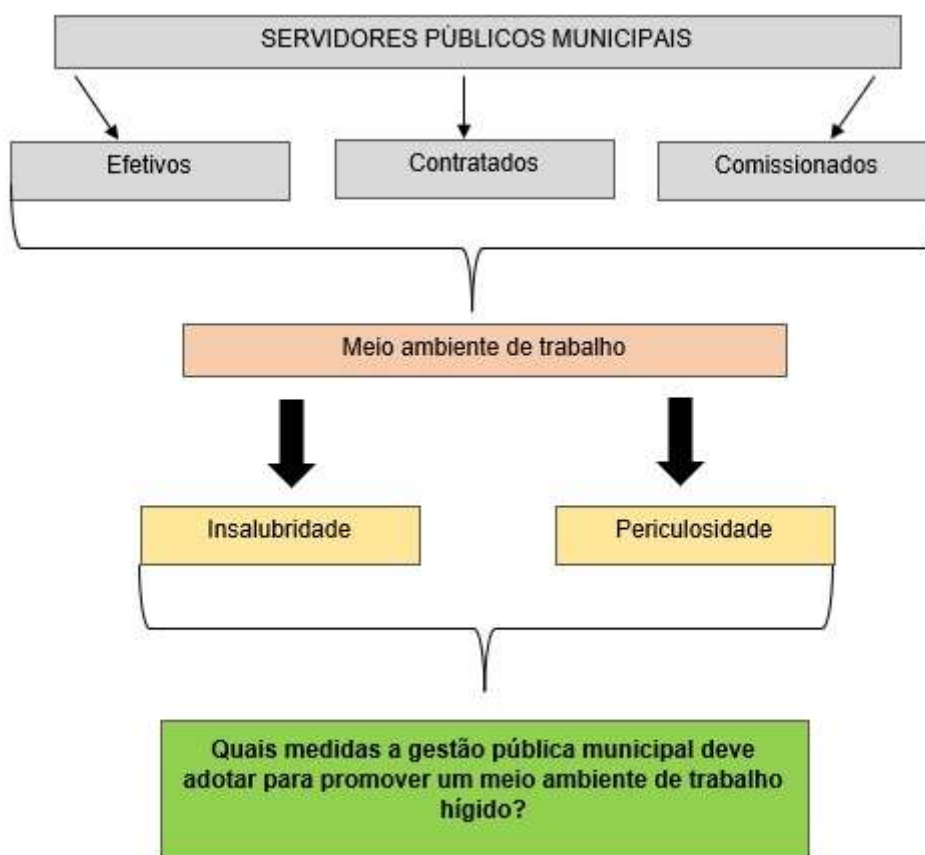 SERVIDORES PÚBLICOS MUNICIPAIS
Efetivos
Contratados
Comissionados
Meio ambiente de trabalho
Insalubridade
Periculosidade
Quais medidas a gestão pública municipal deve
adotar para promover um meio ambiente de trabalho
hígido?